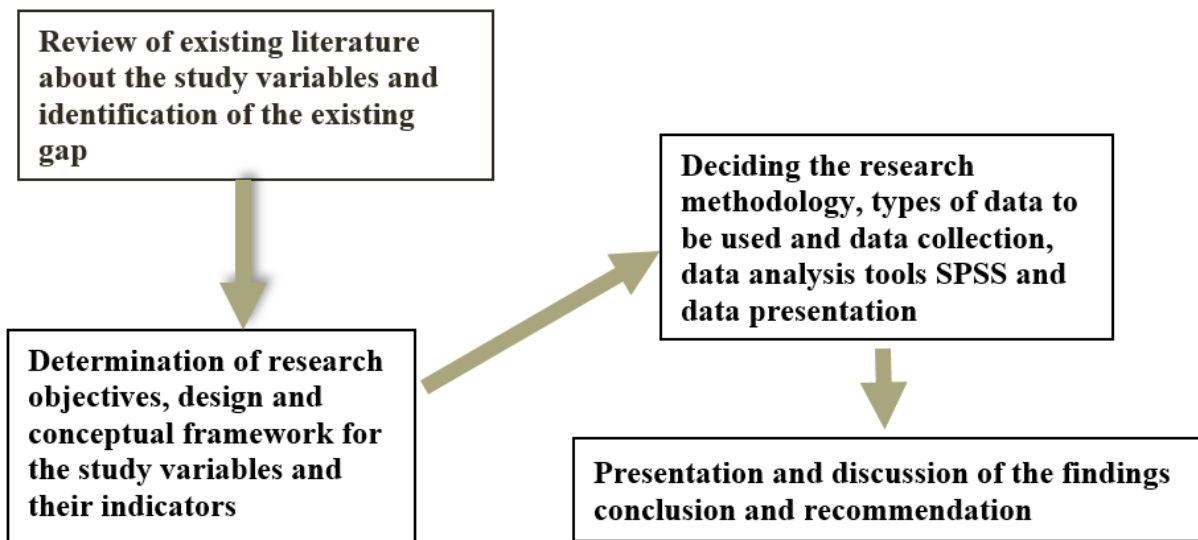 Review of existing literature
about the study variables and
identification of the existing
gap
Determination of research
objectives, design and
conceptual framework for
the study variables and
their indicators
Deciding the research
methodology, types of data to
be used and data collection,
data analysis tools SPSS and
data presentation
Presentation and discussion of the findings
conclusion and recommendation